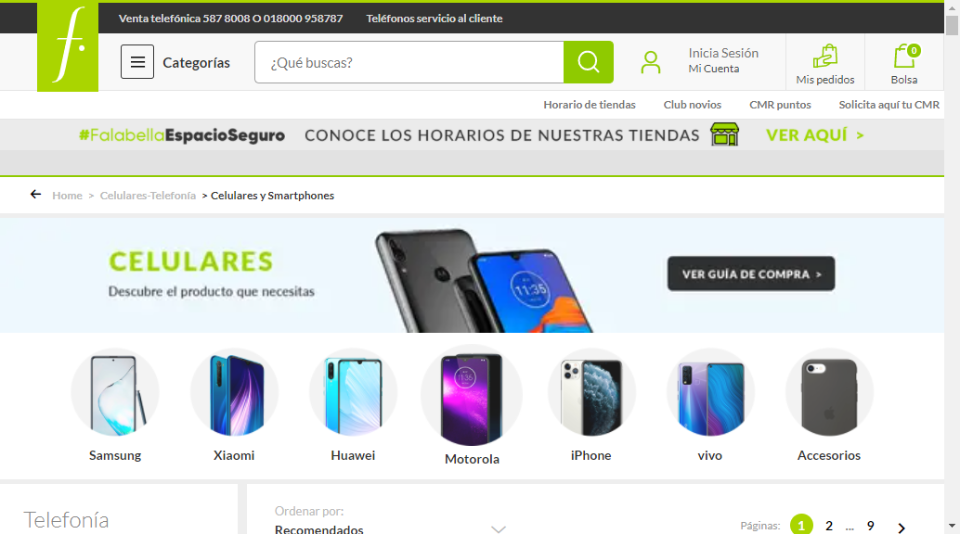 Venta telefónica 587 8008 O 018000 958787 Teléfonos servicio al cliente
f.
Categorías
¿Qué buscas?
Inicia Sesión
Mi Cuenta
Mis pedidos
0
Bolsa
Horario de tiendas Club novios CMR puntos Solicita aquí tu CMR
#FalabellaEspacioSeguro CONOCE LOS HORARIOS DE NUESTRAS TIENDAS VER AQUÍ >
Home > Celulares-Telefonía > Celulares y Smartphones
CELULARES
Descubre el producto que necesitas
11:35
VER GUÍA DE COMPRA >
Samsung Xiaomi Huawei Motorola iPhone vivo Accesorios
Telefonía
Ordenar por:
Recomendados
Páginas: 1 2 ... 9 >